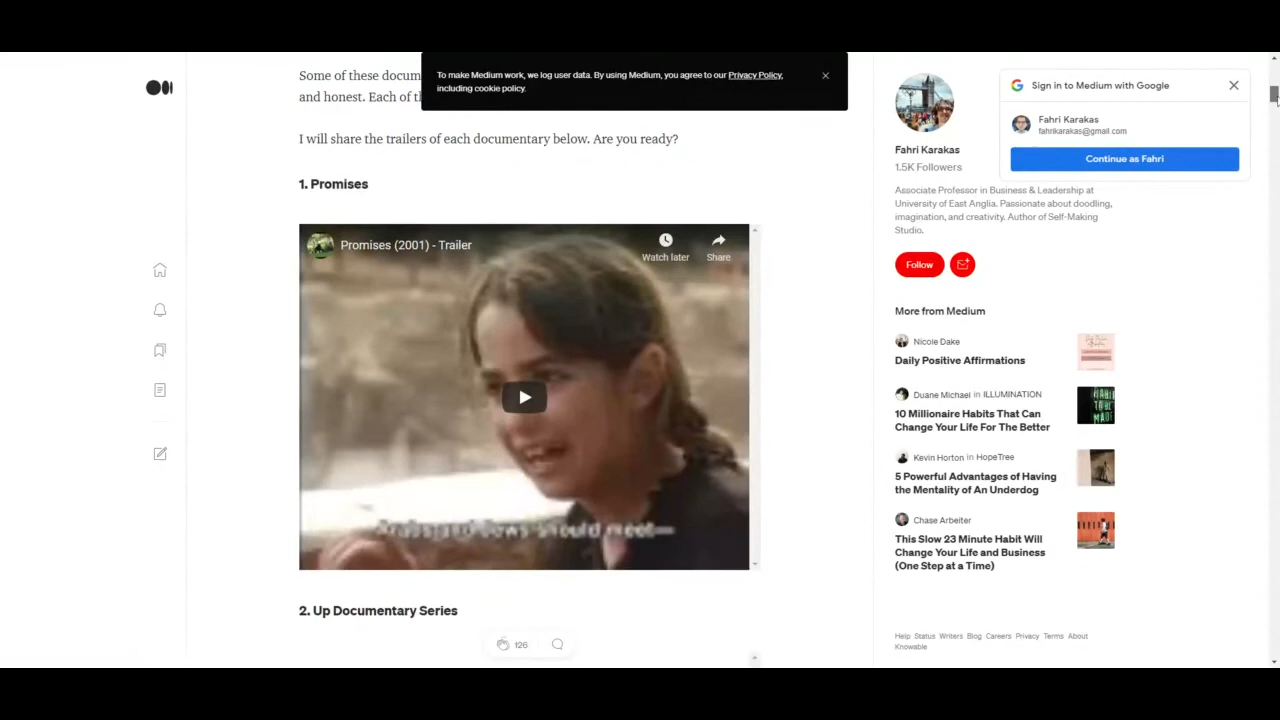 Some of these docum
and honest. Each of th
To make Medium work, we log user data. By using Medium, you agree to our Privacy Policy,
including cookie policy.
I will share the trailers of each documentary below. Are you ready?
1. Promises
Promises (2001) - Trailer
Watch later
Share
Arabs and Jews should meet—
2. Up Documentary Series
126
Sign in to Medium with Google
Fahri Karakas
fahrikarakas@gmail.com
Continue as Fahri
Fahri Karakas
1.5K Followers
Associate Professor in Business & Leadership at
University of East Anglia. Passionate about doodling,
imagination, and creativity. Author of Self-Making
Studio.
Follow
More from Medium
Nicole Dake
Daily Positive Affirmations
Duane Michael in ILLUMINATION
10 Millionaire Habits That Can
Change Your Life For The Better
Kevin Horton in HopeTree
5 Powerful Advantages of Having
the Mentality of An Underdog
Chase Arbeiter
This Slow 23 Minute Habit Will
Change Your Life and Business
(One Step at a Time)
Help Status Writers Blog Careers Privacy Terms About
Knowable